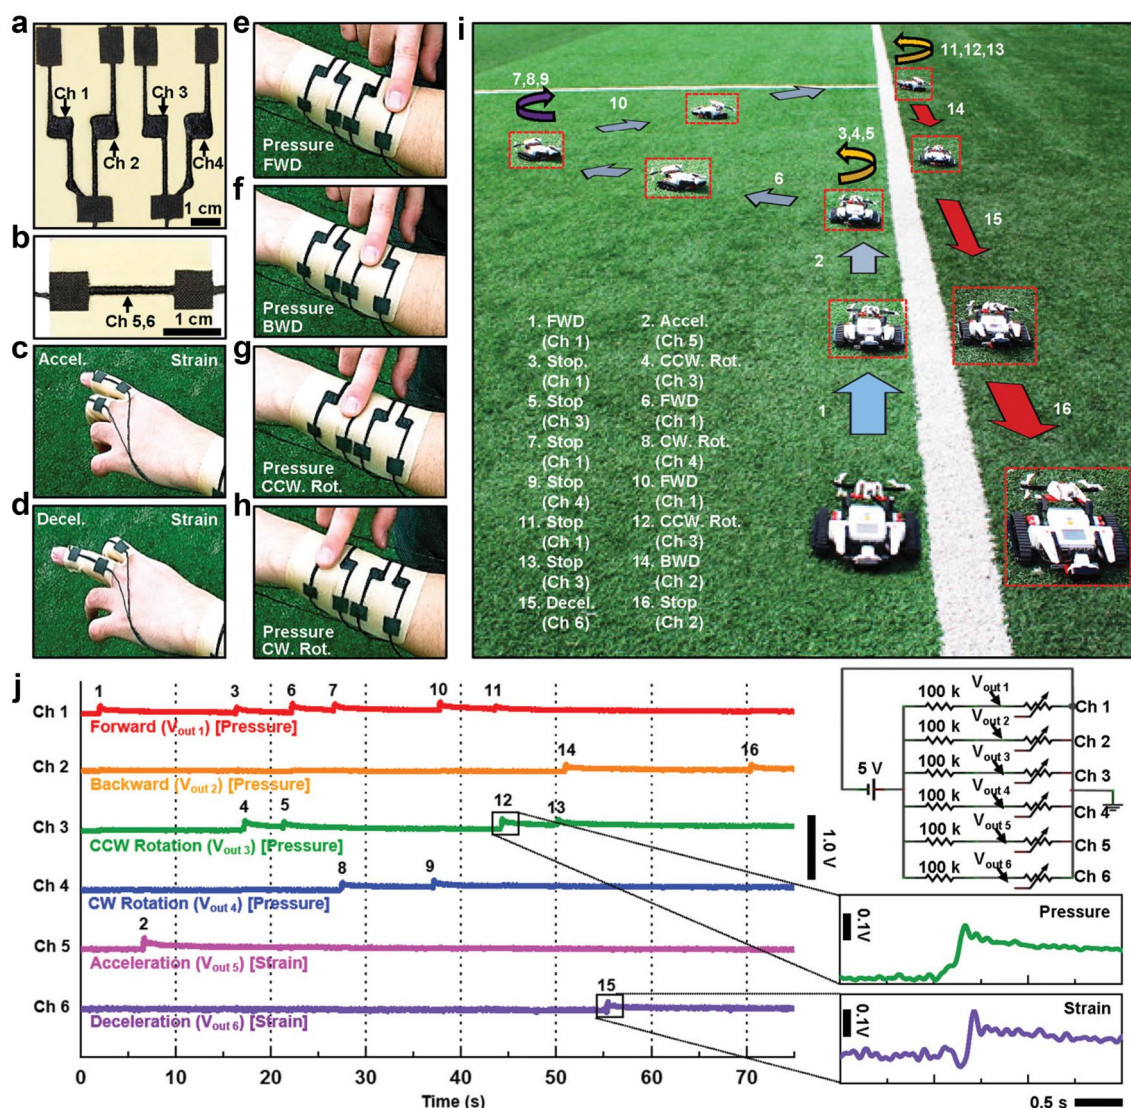 a
Ch 1
Ch 3
Ch 2
Ch4
1 cm
b
Ch 5,6
1 cm
c
Accel.
Strain
d
Decel.
Strain
e
Pressure
FWD
f
Pressure
BWD
g
Pressure
CCW. Rot.
h
Pressure
CW. Rot.
i
11,12,13
7,8,9
10
14
3,4,5
6
15
2
1
16
1. FWD
(Ch 1)
2. Accel.
(Ch 5)
3. Stop.
(Ch 1)
4. CCW. Rot.
(Ch 3)
5. Stop
(Ch 3)
6. FWD
(Ch 1)
7. Stop
(Ch 1)
8. CW. Rot.
(Ch 4)
9. Stop
(Ch 4)
10. FWD
(Ch 1)
11. Stop
(Ch 1)
12. CCW. Rot.
(Ch 3)
13. Stop
(Ch 3)
14. BWD
(Ch 2)
15. Decel.
(Ch 6)
16. Stop
(Ch 2)
j
1 3 6 7 10 11
Ch 1
Forward (Vout 1) [Pressure]
14 16
Ch 2
Backward (Vout 2) [Pressure]
4 5 12 13
Ch 3
CCW Rotation (Vout 3) [Pressure]
8 9
Ch 4
CW Rotation (Vout 4) [Pressure]
2
Ch 5
Acceleration (Vout 5) [Strain]
15
Ch 6
Deceleration (Vout 6) [Strain]
0 10 20 30 40 50 60 70
Time (s)
1.0 V
5 V
100 k Vout 1 Ch 1
100 k Vout 2 Ch 2
100 k Vout 3 Ch 3
100 k Vout 4 Ch 4
100 k Vout 5 Ch 5
100 k Vout 6 Ch 6
0.1V
Pressure
0.1V
Strain
0.5 s